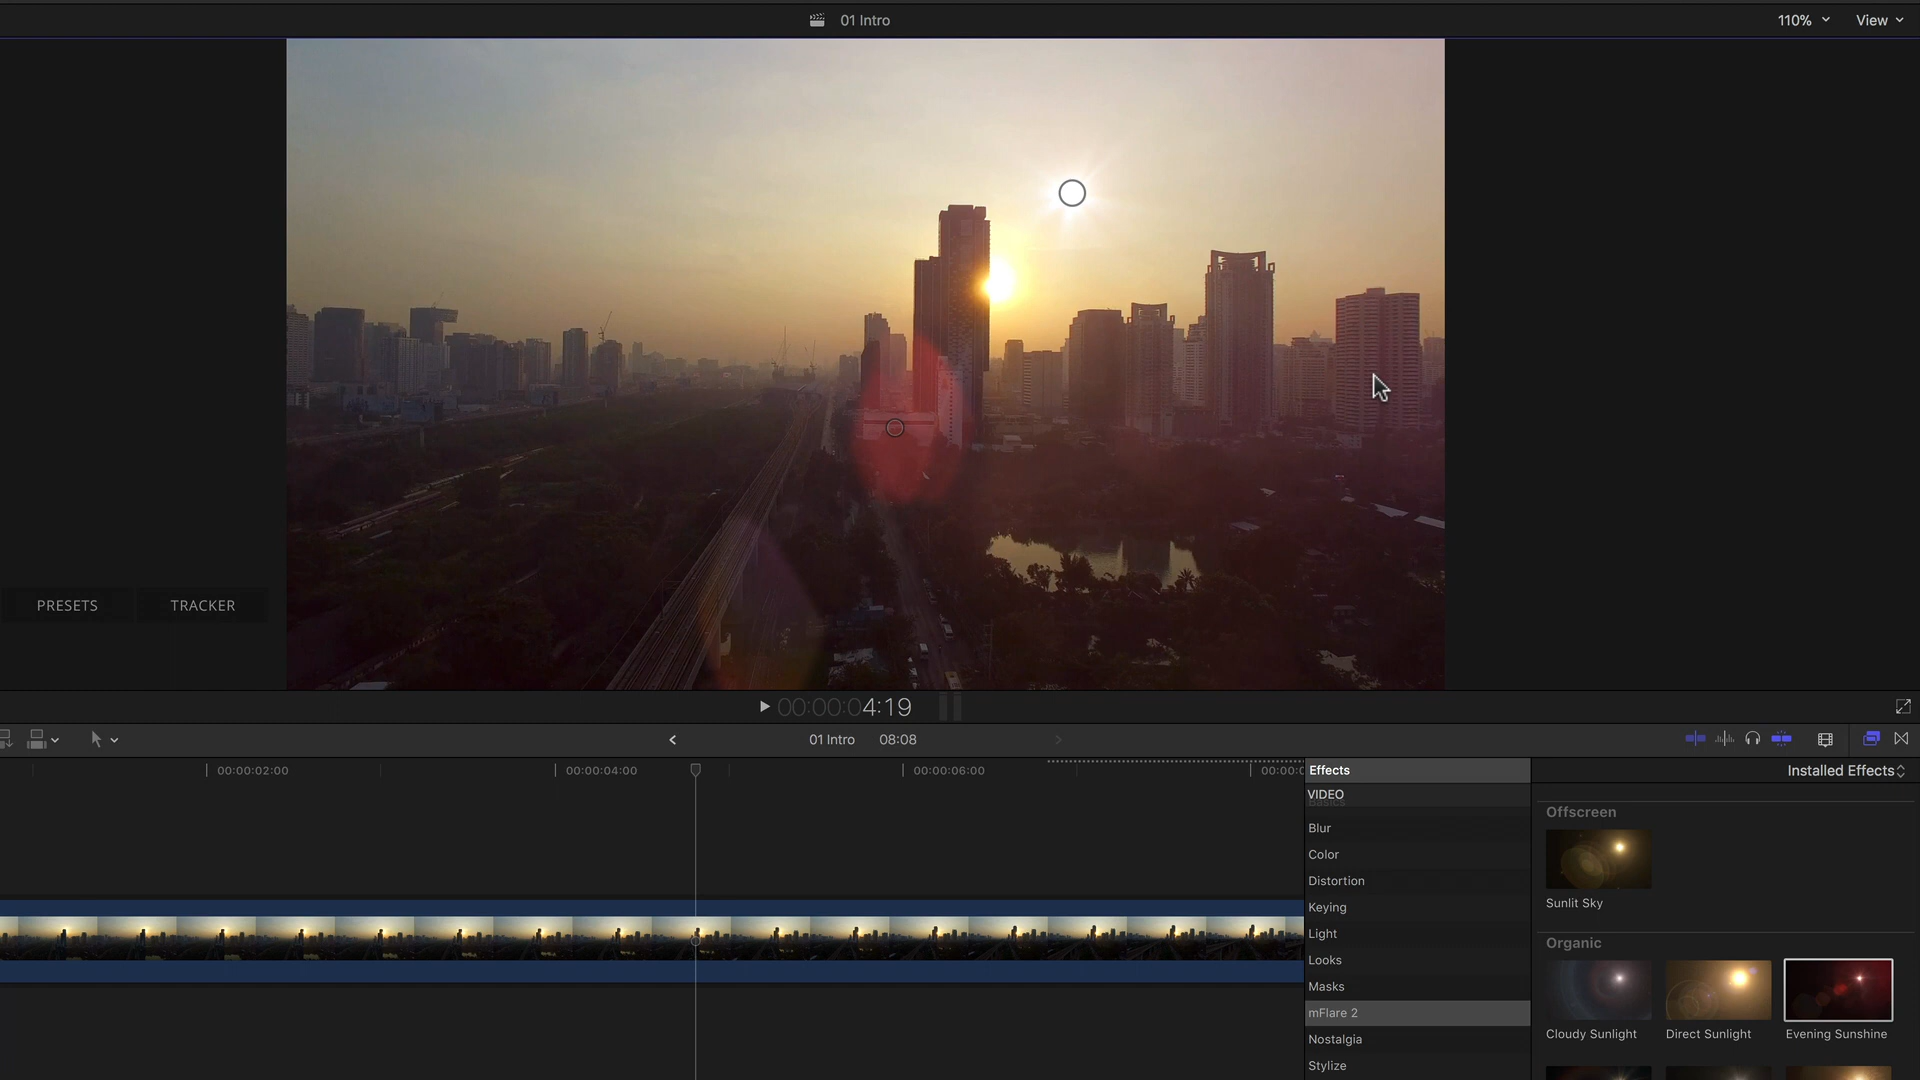 01 Intro
110%
View
PRESETS
TRACKER
00:00:04:19
01 Intro
08:08
00:00:02:00
00:00:04:00
00:00:06:00
Effects
Installed Effects
VIDEO
Basics
Blur
Color
Distortion
Keying
Light
Looks
Masks
mFlare 2
Nostalgia
Stylize
Offscreen
Sunlit Sky
Organic
Cloudy Sunlight
Direct Sunlight
Evening Sunshine